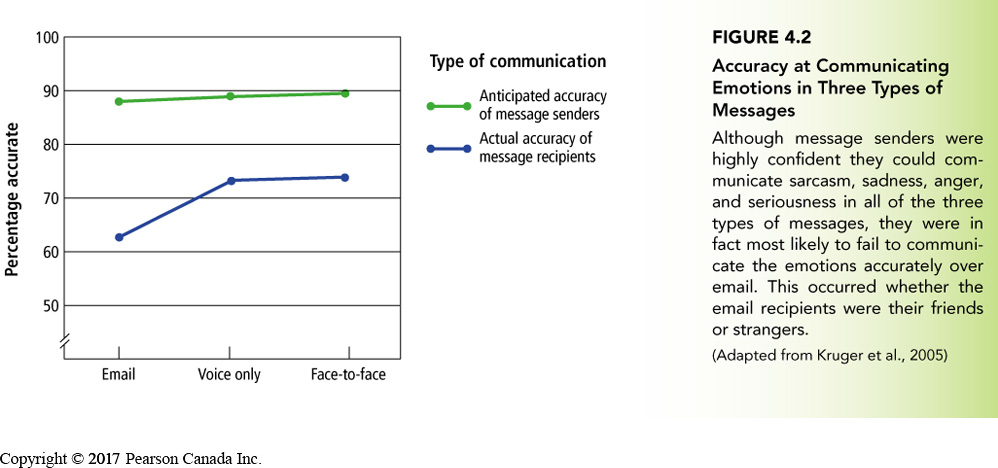 100
90
80
70
60
50
Percentage accurate
Email
Voice only
Face-to-face
Type of communication
Anticipated accuracy
of message senders
Actual accuracy of
message recipients
FIGURE 4.2
Accuracy at Communicating
Emotions in Three Types of
Messages
Although message senders were
highly confident they could com-
municate sarcasm, sadness, anger,
and seriousness in all of the three
types of messages, they were in
fact most likely to fail to communi-
cate the emotions accurately over
email. This occurred whether the
email recipients were their friends
or strangers.
(Adapted from Kruger et al., 2005)
Copyright © 2017 Pearson Canada Inc.